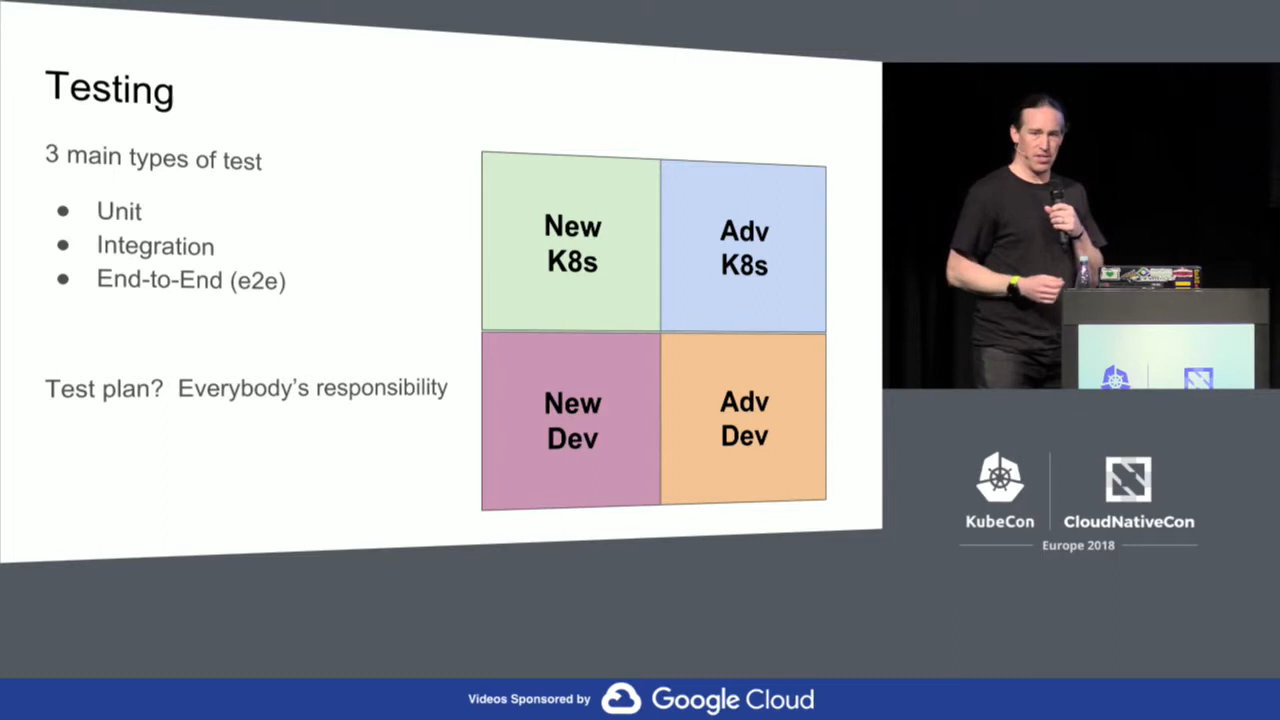 Testing
3 main types of test
● Unit
● Integration
● End-to-End (e2e)
Test plan? Everybody's responsibility
New
K8s
Adv
K8s
New
Dev
Adv
Dev
KubeCon
CloudNativeCon
Europe 2018
Videos Sponsored by
Google Cloud